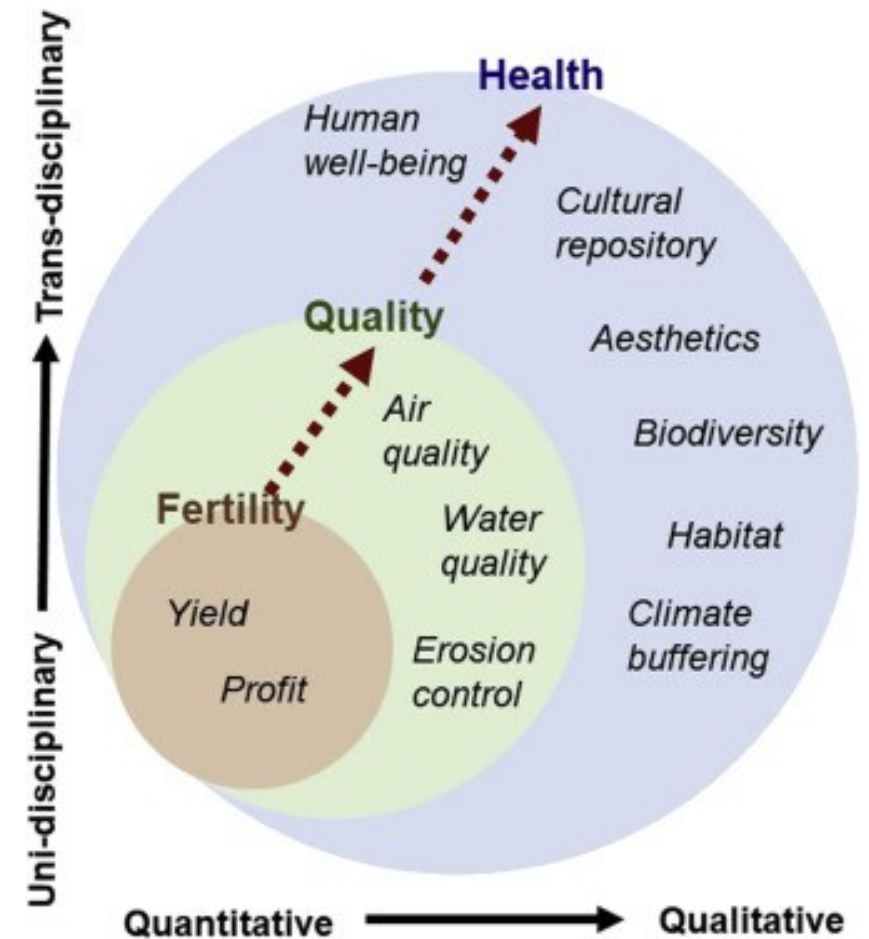 Trans-disciplinary
Uni-disciplinary
Health
Human
well-being
Cultural
repository
Quality
Aesthetics
Air
quality
Biodiversity
Fertility
Water
quality
Habitat
Yield
Climate
buffering
Erosion
control
Profit
Quantitative
Qualitative